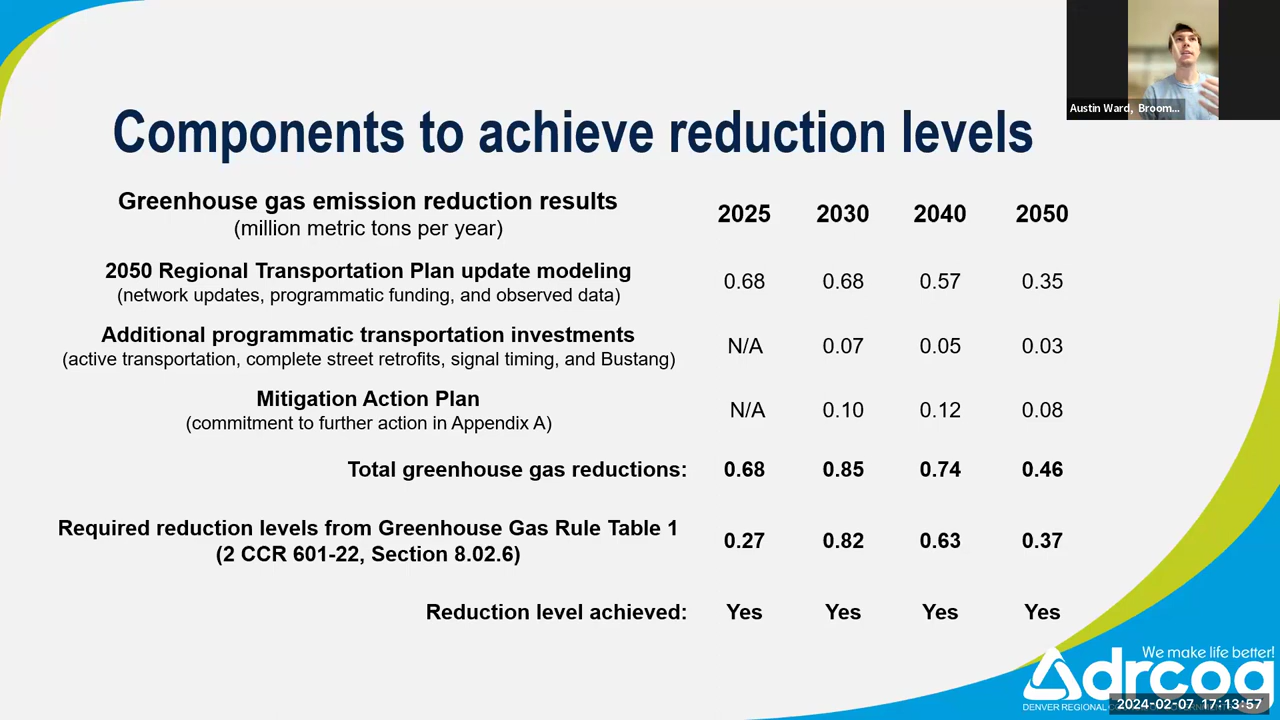 Austin Ward, Broom...
Components to achieve reduction levels
Greenhouse gas emission reduction results
(million metric tons per year)
2025 2030 2040 2050
2050 Regional Transportation Plan update modeling
(network updates, programmatic funding, and observed data)
0.68 0.68 0.57 0.35
Additional programmatic transportation investments
(active transportation, complete street retrofits, signal timing, and Bustang)
N/A 0.07 0.05 0.03
Mitigation Action Plan
(commitment to further action in Appendix A)
N/A 0.10 0.12 0.08
Total greenhouse gas reductions: 0.68 0.85 0.74 0.46
Required reduction levels from Greenhouse Gas Rule Table 1
(2 CCR 601-22, Section 8.02.6)
0.27 0.82 0.63 0.37
Reduction level achieved: Yes Yes Yes Yes
We make life better!
drcog
DENVER REGIONAL
2024-02-07 17:13:57